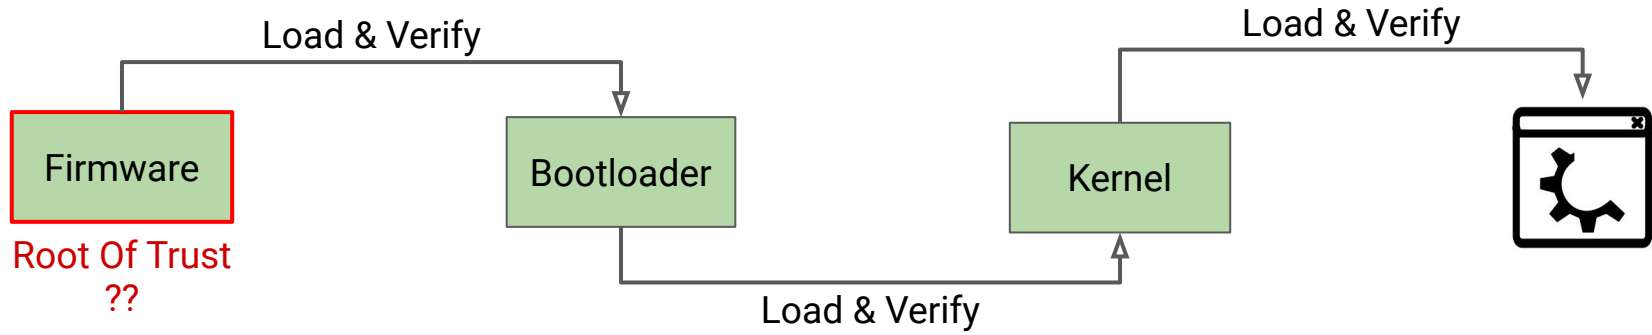 Load & Verify
Load & Verify
Firmware
Bootloader
Kernel
Root Of Trust
??
Load & Verify